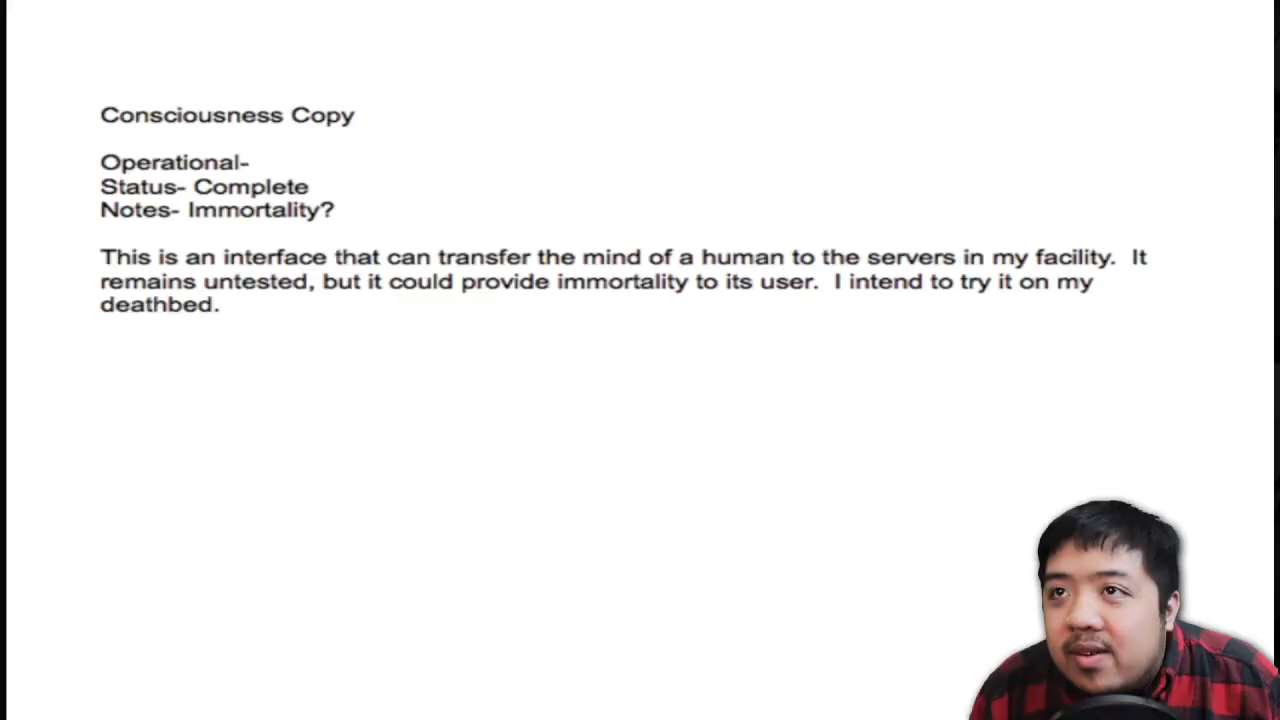 Consciousness Copy
Operational-
Status- Complete
Notes- Immortality?
This is an interface that can transfer the mind of a human to the servers in my facility.  It
remains untested, but it could provide immortality to its user.  I intend to try it on my
deathbed.